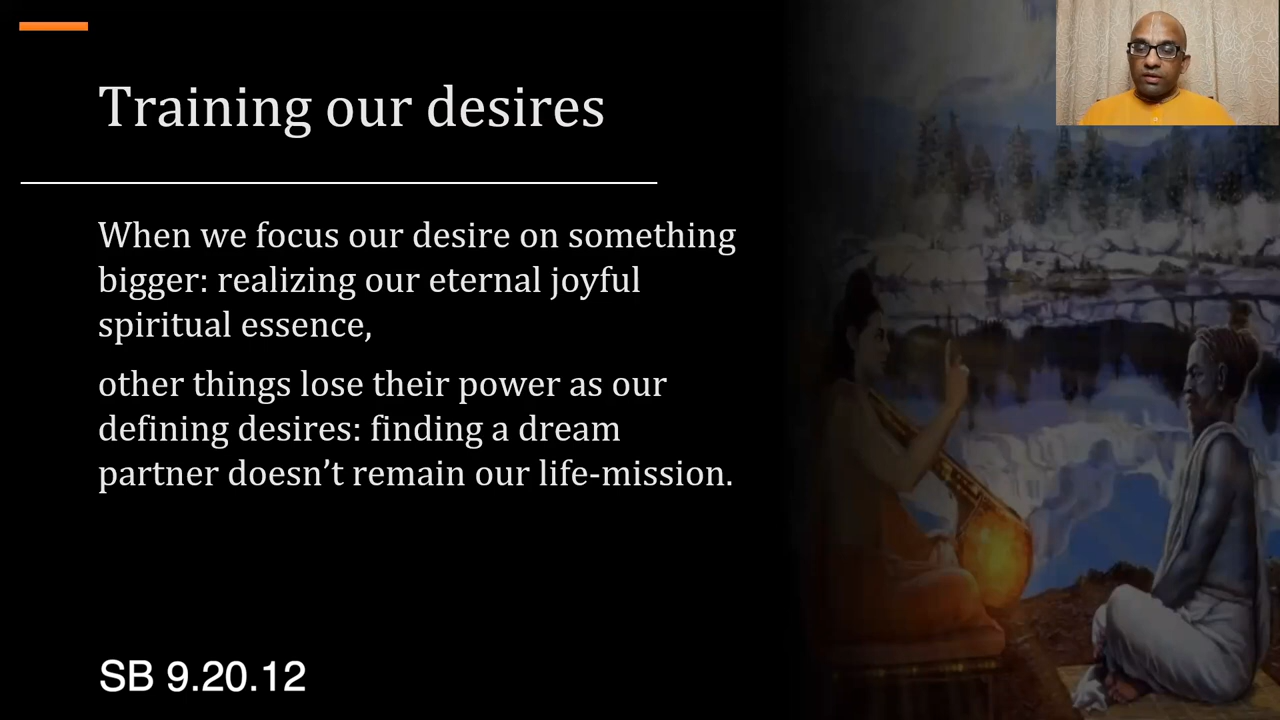 Training our desires
When we focus our desire on something
bigger: realizing our eternal joyful
spiritual essence,
other things lose their power as our
defining desires: finding a dream
partner doesn’t remain our life-mission.
SB 9.20.12